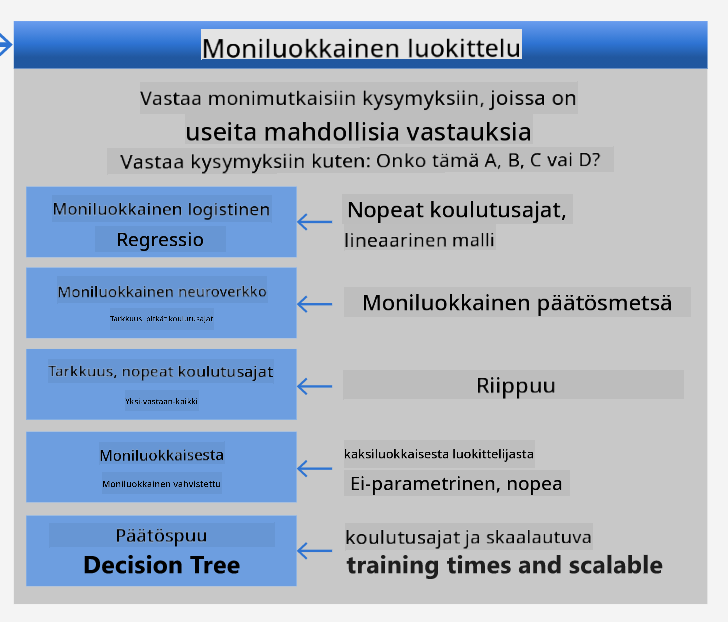 Moniluokkainen luokittelu
Vastaa monimutkaisiin kysymyksiin, joissa on
useita mahdollisia vastauksia
Vastaa kysymyksiin kuten: Onko tämä A, B, C vai D?
Moniluokkainen logistinen
Regressio
Nopeat koulutusajat,
lineaarinen malli
Moniluokkainen neuroverkko
Tarkkuus, pitkät koulutusajat
Moniluokkainen päätösmetsä
Tarkkuus, nopeat koulutusajat
Yksi vastaan kaikki
Riippuu
Moniluokkaisesta
Moniluokkainen vahvistettu
kaksiluokkaisesta luokittelijasta
Ei-parametrinen, nopea
Päätöspuu
Decision Tree
koulutusajat ja skaalautuva
training times and scalable